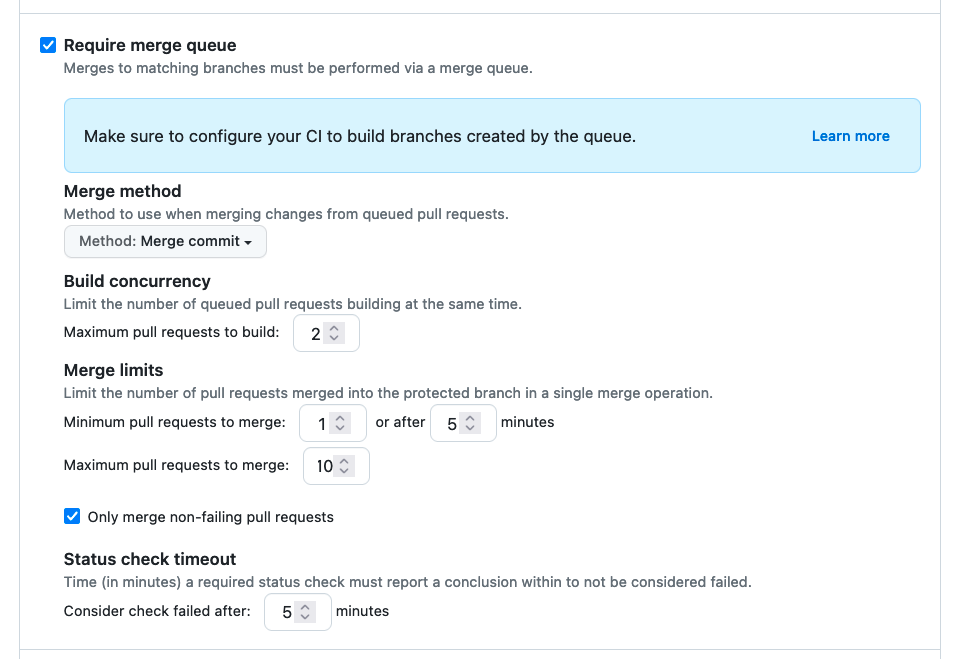 Require merge queue
Merges to matching branches must be performed via a merge queue.
Make sure to configure your CI to build branches created by the queue. Learn more
Merge method
Method to use when merging changes from queued pull requests.
Method: Merge commit
Build concurrency
Limit the number of queued pull requests building at the same time.
Maximum pull requests to build: 2
Merge limits
Limit the number of pull requests merged into the protected branch in a single merge operation.
Minimum pull requests to merge: 1 or after 5 minutes
Maximum pull requests to merge: 10
Only merge non-failing pull requests
Status check timeout
Time (in minutes) a required status check must report a conclusion within to not be considered failed.
Consider check failed after: 5 minutes